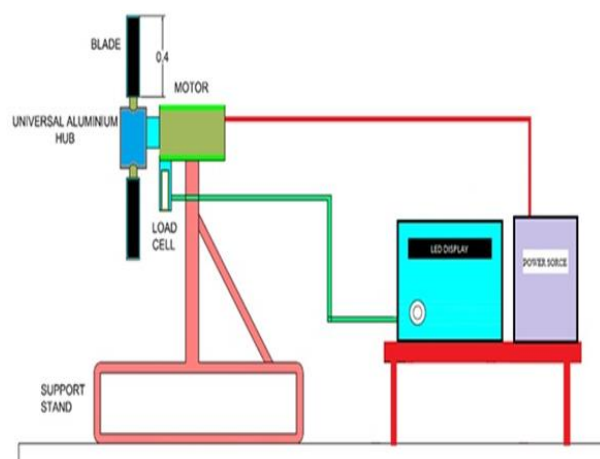 BLADE
0.4
MOTOR
UNIVERSAL ALUMINIUM
HUB
LOAD
CELL
LED DISPLAY
POWER SORCE
SUPPORT
STAND